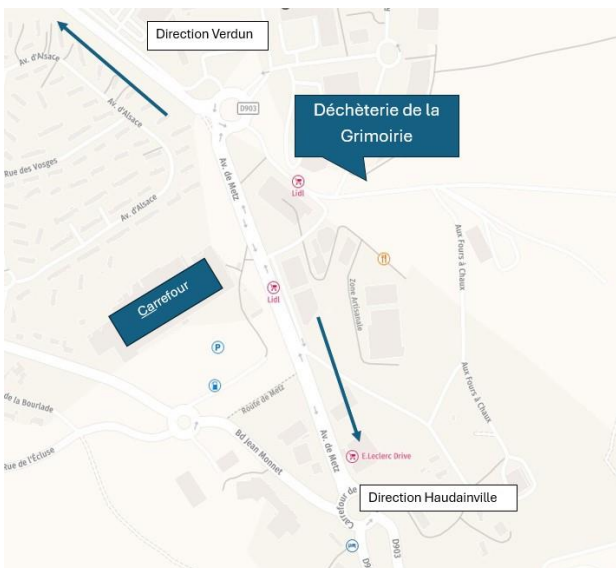 Direction Verdun
Av. d'Alsace
Av. d'Alsace
D903
Déchèterie de la
Grimoirie
Rue des Vosges
Av. de Metz
Lidl
Av. d'Alsace
Aux Fours à Chaux
Carrefour
Lidl
Zone Artisanale
P
Aux Fours à Chaux
de la Bourlade
Route de Metz
Rue de l'Écluse
Bd Jean Monnet
Av. de Metz
E.Leclerc Drive
Carrefour de
Direction Haudainville
D903